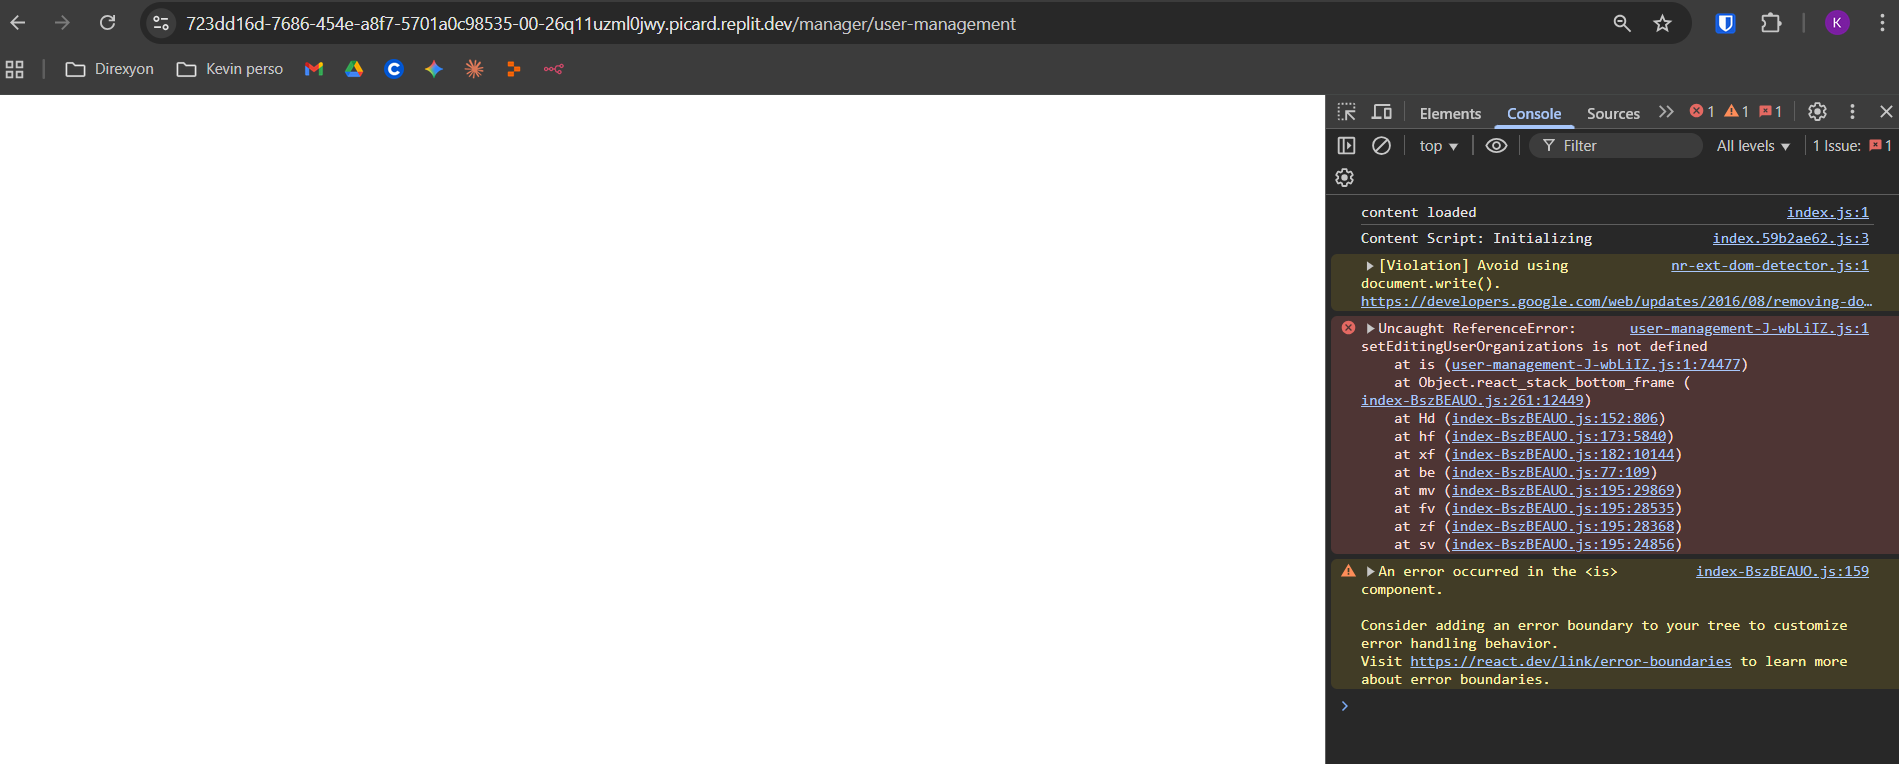 723dd16d-7686-454e-a8f7-5701a0c98535-00-26q11uzml0jwy.picard.replit.dev/manager/user-management
K
Direxyon
Kevin perso
Elements
Console
Sources
1
1
1
top
Filter
All levels
1 Issue:
1
content loaded index.js:1
Content Script: Initializing index.59b2ae62.js:3
[Violation] Avoid using nr-ext-dom-detector.js:1
document.write().
https://developers.google.com/web/updates/2016/08/removing-do…
Uncaught ReferenceError: user-management-J-wbLiIZ.js:1
setEditingUserOrganizations is not defined
at is (user-management-J-wbLiIZ.js:1:74477)
at Object.react_stack_bottom_frame (
index-BszBEAUO.js:261:12449)
at Hd (index-BszBEAUO.js:152:806)
at hf (index-BszBEAUO.js:173:5840)
at xf (index-BszBEAUO.js:182:10144)
at be (index-BszBEAUO.js:77:109)
at mv (index-BszBEAUO.js:195:29869)
at fv (index-BszBEAUO.js:195:28535)
at zf (index-BszBEAUO.js:195:28368)
at sv (index-BszBEAUO.js:195:24856)
An error occurred in the <is> index-BszBEAUO.js:159
component.
Consider adding an error boundary to your tree to customize
error handling behavior.
Visit https://react.dev/link/error-boundaries to learn more
about error boundaries.